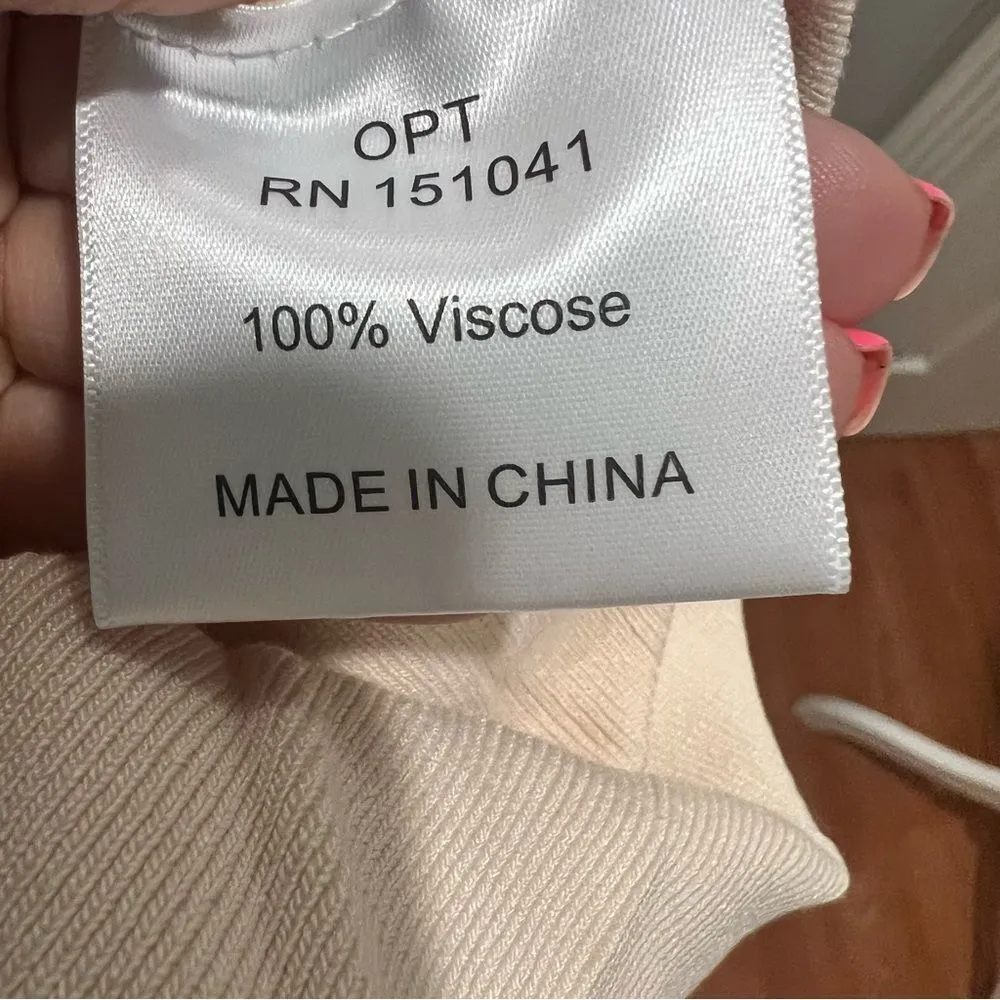 OPT
RN 151041
100% Viscose
MADE IN CHINA